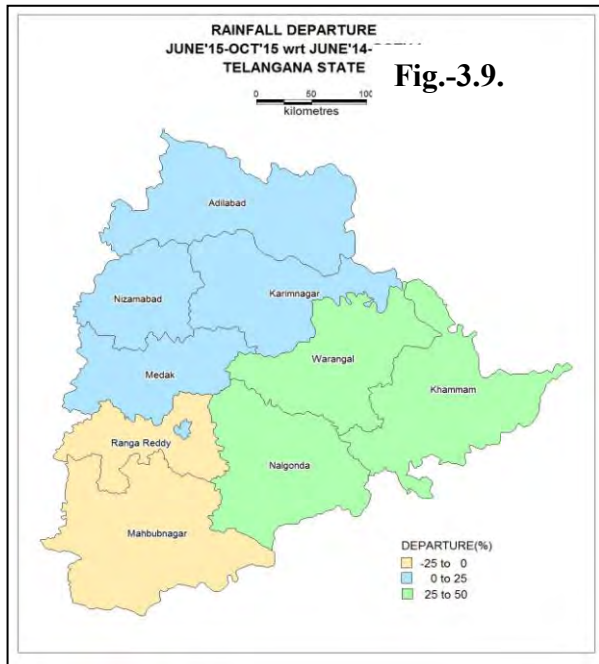 RAINFALL DEPARTURE
JUNE'15-OCT'15 wrt JUNE'14-
TELANGANA STATE
Fig.-3.9.
0 50 100
kilometres
Adilabad
Nizamabad
Karimnagar
Warangal
Medak
Khammam
Ranga Reddy
Nalgonda
Mahbubnagar
DEPARTURE(%)
-25 to 0
0 to 25
25 to 50